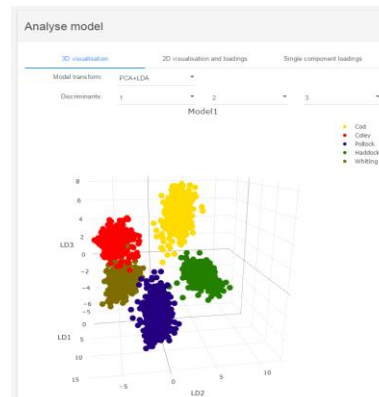 Analyse model
3D visualisation 2D visualisation and loadings Single component loadings
Model transform: PCA+LDA
Discriminants: 1 2 3
Model1
Cod
Coley
Pollock
Haddock
Whiting
8
6
4
2
0
−2
−4
−6
LD3
−5
0
5
10
15
LD1
−5
0
5
10
LD2